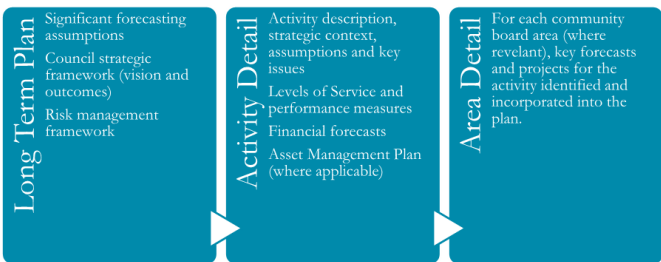 Long Term Plan
Significant forecasting
assumptions
Council strategic
framework (vision and
outcomes)
Risk management
framework
Activity Detail
Activity description,
strategic context,
assumptions and key
issues
Levels of Service and
performance measures
Financial forecasts
Asset Management Plan
(where applicable)
Area Detail
For each community
board area (where
revelant), key forecasts
and projects for the
activity identified and
incorporated into the
plan.